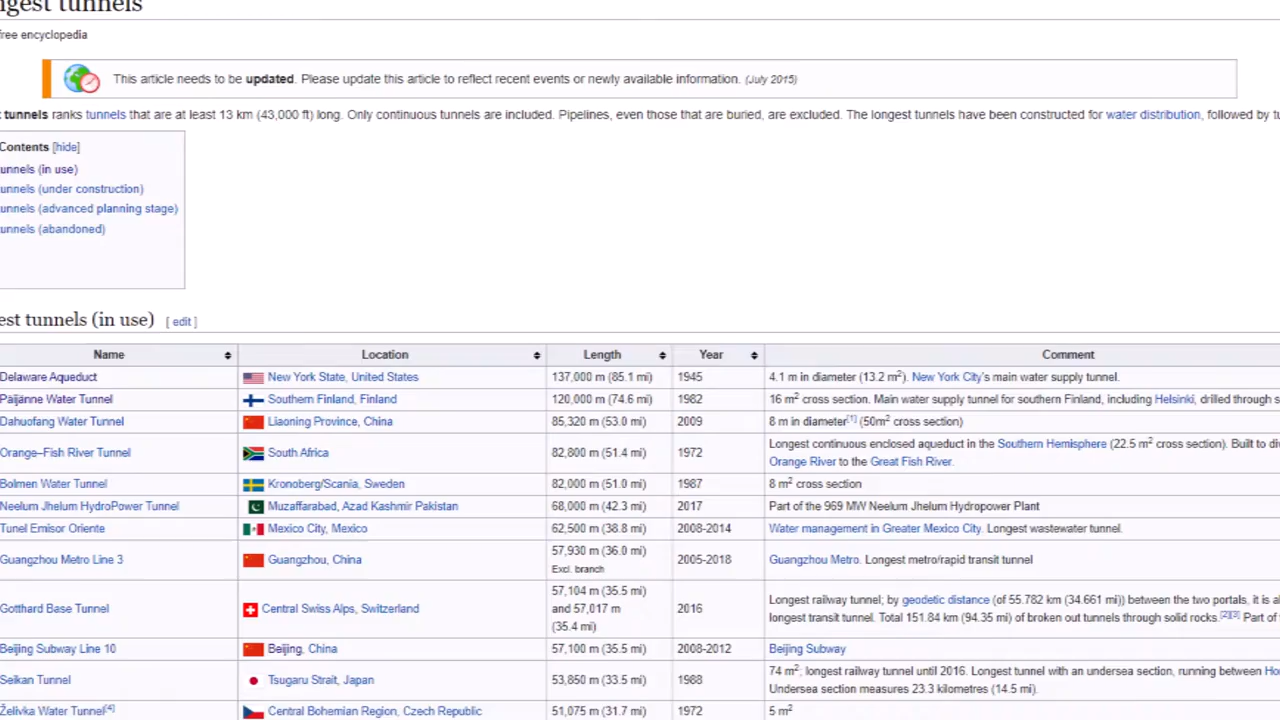 ngest tunnels
free encyclopedia
This article needs to be updated. Please update this article to reflect recent events or newly available information. (July 2015)
tunnels ranks tunnels that are at least 13 km (43,000 ft) long. Only continuous tunnels are included. Pipelines, even those that are buried, are excluded. The longest tunnels have been constructed for water distribution, followed by tu
Contents [hide]
unnels (in use)
unnels (under construction)
unnels (advanced planning stage)
unnels (abandoned)
est tunnels (in use) [ edit ]
Name Location Length Year Comment
Delaware Aqueduct New York State, United States 137,000 m (85.1 mi) 1945 4.1 m in diameter (13.2 m²). New York City's main water supply tunnel.
Päijänne Water Tunnel Southern Finland, Finland 120,000 m (74.6 mi) 1982 16 m² cross section. Main water supply tunnel for southern Finland, including Helsinki, drilled through s
Dahuofang Water Tunnel Liaoning Province, China 85,320 m (53.0 mi) 2009 8 m in diameter[1] (50m² cross section)
Orange–Fish River Tunnel South Africa 82,800 m (51.4 mi) 1972 Longest continuous enclosed aqueduct in the Southern Hemisphere (22.5 m² cross section). Built to di
Orange River to the Great Fish River.
Bolmen Water Tunnel Kronoberg/Scania, Sweden 82,000 m (51.0 mi) 1987 8 m² cross section
Neelum Jhelum HydroPower Tunnel Muzaffarabad, Azad Kashmir Pakistan 68,000 m (42.3 mi) 2017 Part of the 969 MW Neelum Jhelum Hydropower Plant
Tunel Emisor Oriente Mexico City, Mexico 62,500 m (38.8 mi) 2008-2014 Water management in Greater Mexico City. Longest wastewater tunnel.
Guangzhou Metro Line 3 Guangzhou, China 57,930 m (36.0 mi) 2005-2018 Guangzhou Metro. Longest metro/rapid transit tunnel
Excl. branch
Gotthard Base Tunnel Central Swiss Alps, Switzerland 57,104 m (35.5 mi) 2016 Longest railway tunnel; by geodetic distance (of 55.782 km (34.661 mi)) between the two portals, it is al
and 57,017 m longest transit tunnel. Total 151.84 km (94.35 mi) of broken out tunnels through solid rocks.[2][3] Part of
(35.4 mi)
Beijing Subway Line 10 Beijing, China 57,100 m (35.5 mi) 2008-2012 Beijing Subway
Seikan Tunnel Tsugaru Strait, Japan 53,850 m (33.5 mi) 1988 74 m²; longest railway tunnel until 2016. Longest tunnel with an undersea section, running between Ho
Undersea section measures 23.3 kilometres (14.5 mi).
Želivka Water Tunnel[4] Central Bohemian Region, Czech Republic 51,075 m (31.7 mi) 1972 5 m²